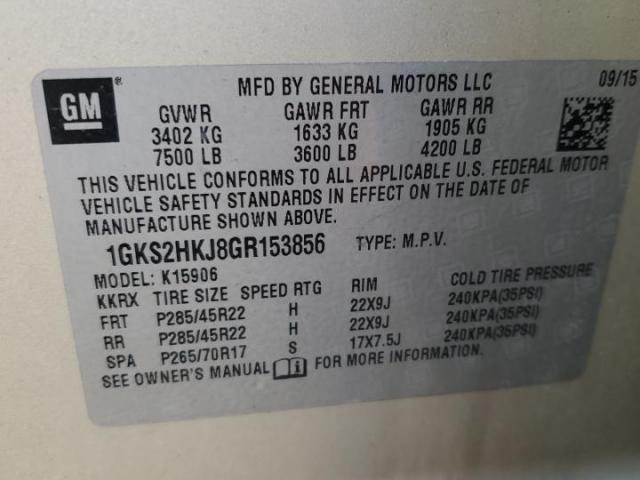 GM® MFD BY GENERAL MOTORS LLC 09/15
GVWR GAWR FRT GAWR RR
3402 KG 1633 KG 1905 KG
7500 LB 3600 LB 4200 LB
THIS VEHICLE CONFORMS TO ALL APPLICABLE U.S. FEDERAL MOTOR
VEHICLE SAFETY STANDARDS IN EFFECT ON THE DATE OF
MANUFACTURE SHOWN ABOVE.
1GKS2HKJ8GR153856 TYPE: M.P.V.
MODEL: K15906
KKRX TIRE SIZE SPEED RTG RIM COLD TIRE PRESSURE
FRT P285/45R22 H 22X9J 240KPA(35PSI)
RR P285/45R22 H 22X9J 240KPA(35PSI)
SPA P265/70R17 S 17X7.5J 240KPA(35PSI)
SEE OWNER'S MANUAL FOR MORE INFORMATION.